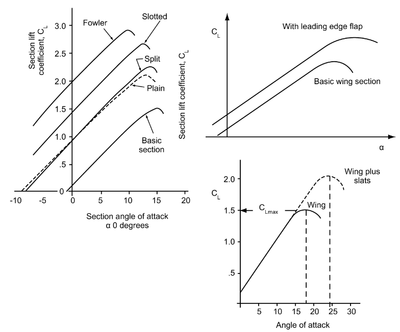 Section lift
coefficient, CL
3.0
2.5
2.0
1.5
1.0
.5
0
-10
-5
0
5
10
15
20
Section angle of attack
α 0 degrees
Fowler
Slotted
Split
Plain
Basic
section
Section lift coefficient, CL
CL
With leading edge flap
Basic wing section
α
CL
2.0
1.5
1.0
.5
CLmax
Wing
Wing plus
slats
5
10
15
20
25
30
Angle of attack